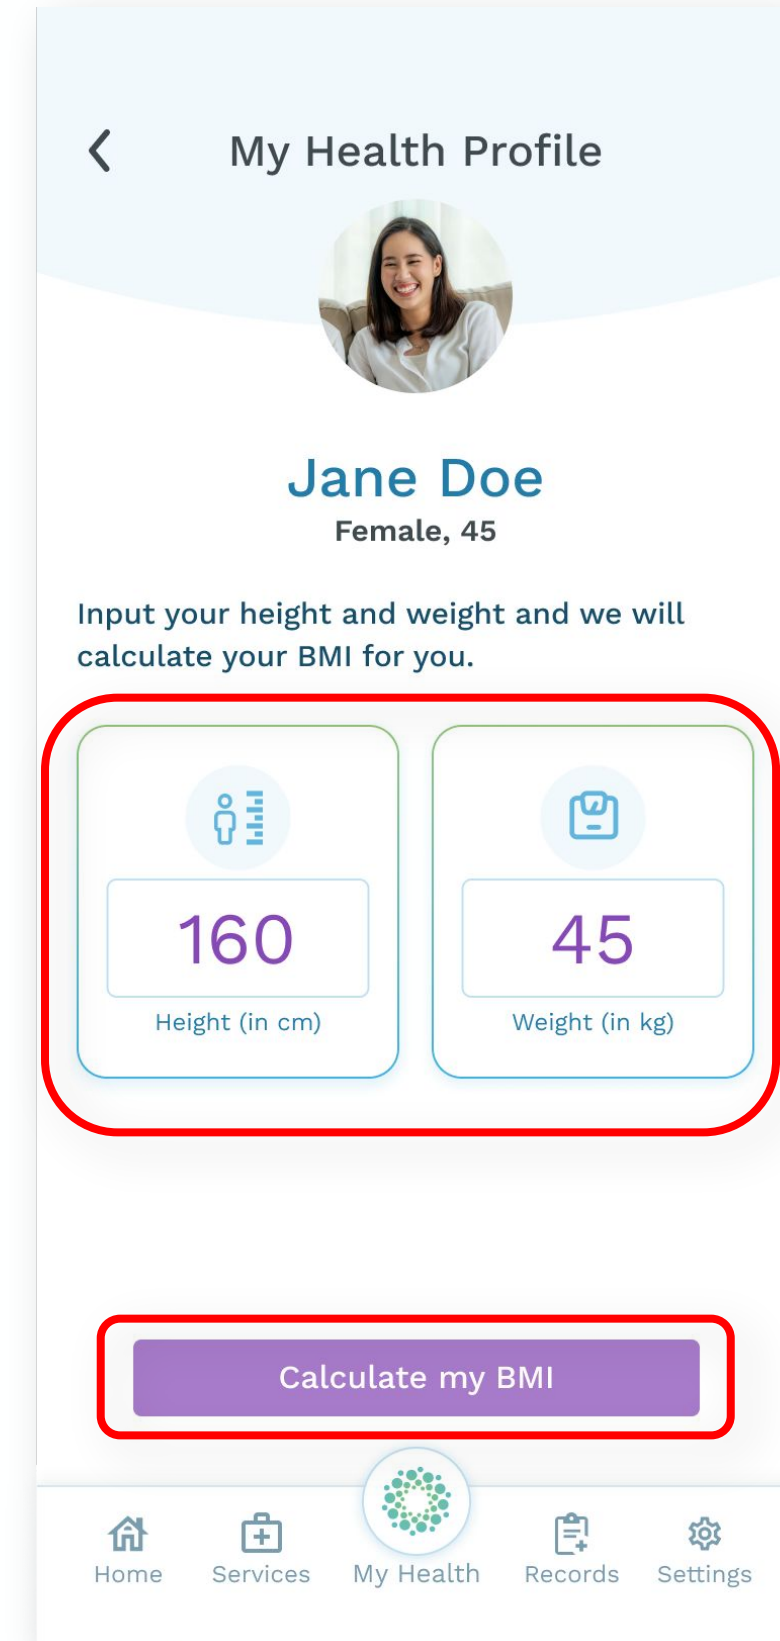 My Health Profile
Jane Doe
Female, 45
Input your height and weight and we will
calculate your BMI for you.
160
45
Height (in cm)
Weight (in kg)
Calculate my BMI
Home
Services
My Health
Records
Settings